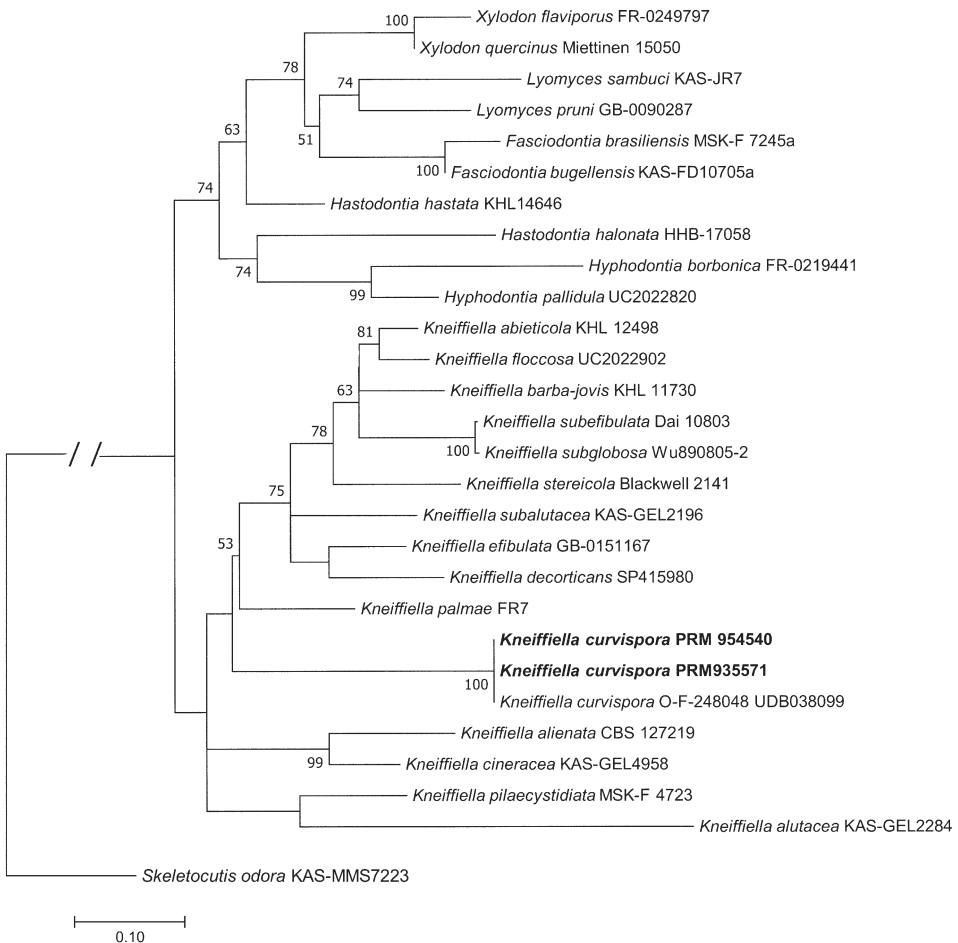 100
Xylodon flaviporus FR-0249797
Xylodon quercinus Miettinen 15050
78
74
Lyomyces sambuci KAS-JR7
Lyomyces pruni GB-0090287
63
51
Fasciodontia brasiliensis MSK-F 7245a
100
Fasciodontia bugellensis KAS-FD10705a
74
Hastodontia hastata KHL14646
Hastodontia halonata HHB-17058
74
Hyphodontia borbonica FR-0219441
99
Hyphodontia pallidula UC2022820
81
Kneiffiella abieticola KHL 12498
Kneiffiella floccosa UC2022902
63
Kneiffiella barba-jovis KHL 11730
Kneiffiella subefibulata Dai 10803
78
100
Kneiffiella subglobosa Wu890805-2
Kneiffiella stereicola Blackwell 2141
75
Kneiffiella subalutacea KAS-GEL2196
53
Kneiffiella efibulata GB-0151167
Kneiffiella decorticans SP415980
Kneiffiella palmae FR7
Kneiffiella curvispora PRM 954540
Kneiffiella curvispora PRM935571
100
Kneiffiella curvispora O-F-248048 UDB038099
Kneiffiella alienata CBS 127219
99
Kneiffiella cineracea KAS-GEL4958
Kneiffiella pilaecystidiata MSK-F 4723
Kneiffiella alutacea KAS-GEL2284
Skeletocutis odora KAS-MMS7223
0.10